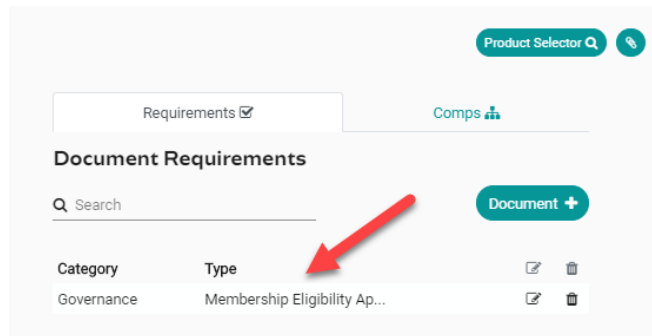 Product Selector
Requirements
Comps
Document Requirements
Search
Document +
Category Type
Governance Membership Eligibility Ap...